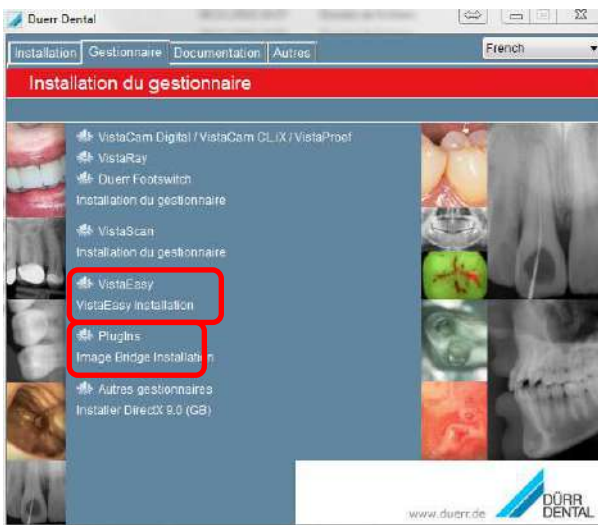 Duerr Dental
Installation Gestionnaire Documentation Autres French
Installation du gestionnaire
VistaCam Digital / VistaCam CL.iX / VistaProof
VistaRay
Duerr Footswitch
Installation du gestionnaire
VistaScan
Installation du gestionnaire
VistaEasy
VistaEasy Installation
PlugIns
Image Bridge Installation
Autres gestionnaires
Installer DirectX 9.0 (GB)
www.duerr.de
DÜRR
DENTAL